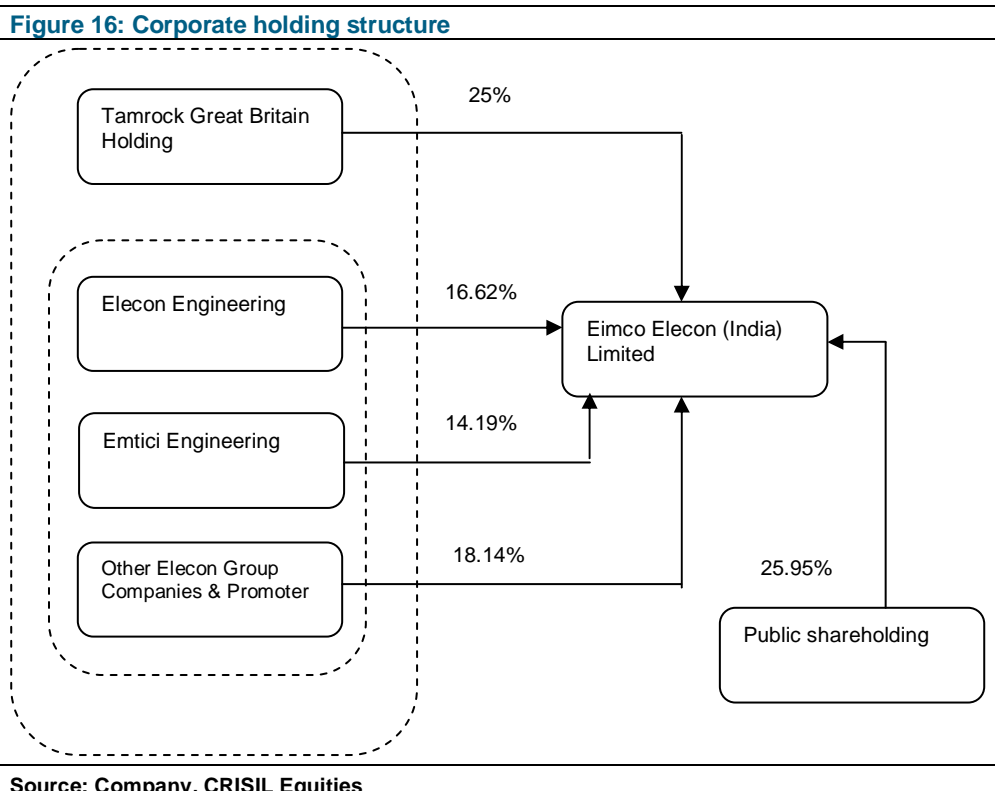 Figure 16: Corporate holding structure
Tamrock Great Britain
Holding
25%
Elecon Engineering
16.62%
Eimco Elecon (India)
Limited
Emtici Engineering
14.19%
Other Elecon Group
Companies & Promoter
18.14%
25.95%
Public shareholding
Source: Company, CRISIL Equities